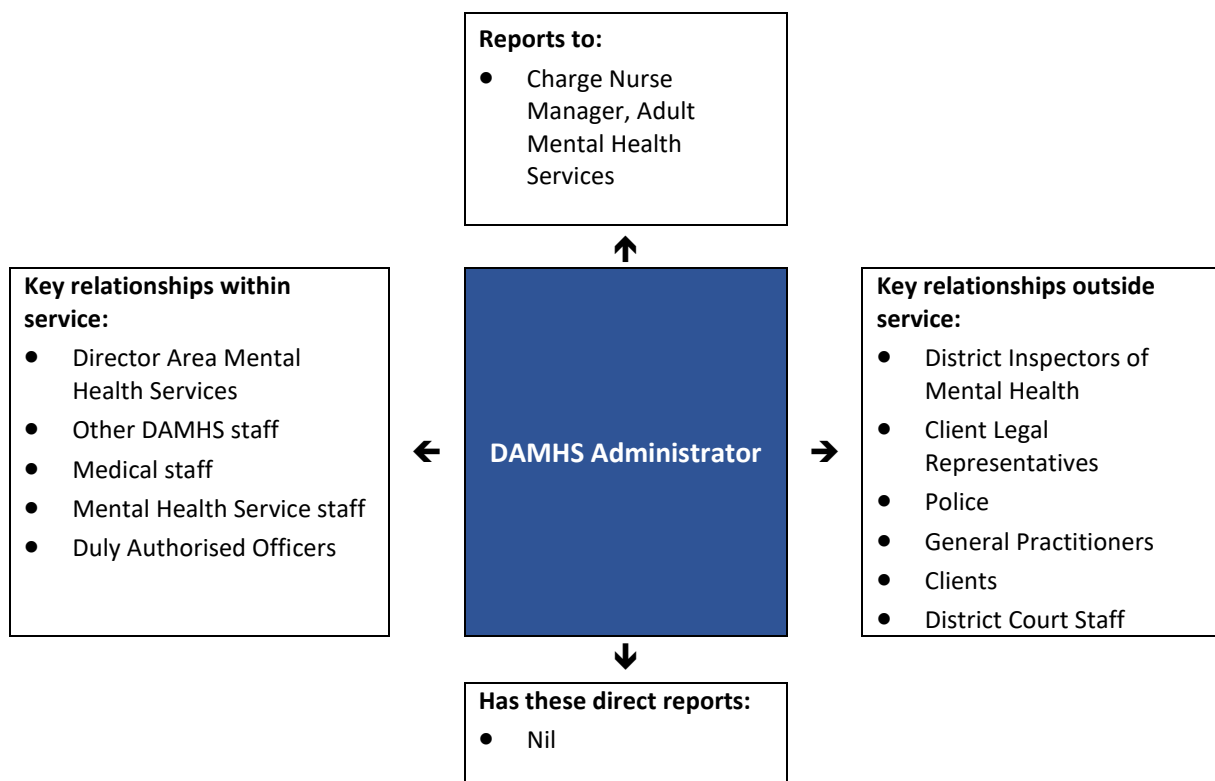 Reports to:
● Charge Nurse
Manager, Adult
Mental Health
Services
Key relationships within
service:
● Director Area Mental
Health Services
● Other DAMHS staff
● Medical staff
● Mental Health Service staff
● Duly Authorised Officers
DAMHS Administrator
Key relationships outside
service:
● District Inspectors of
Mental Health
● Client Legal
Representatives
● Police
● General Practitioners
● Clients
● District Court Staff
Has these direct reports:
● Nil